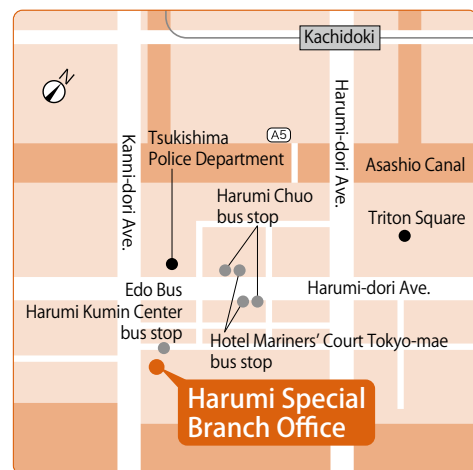 Kachidoki
N
Kanni-dori Ave.
Harumi-dori Ave.
Tsukishima
Police Department
A5
Asashio Canal
Harumi Chuo
bus stop
Triton Square
Edo Bus
Harumi Kumin Center
bus stop
Harumi-dori Ave.
Hotel Mariners' Court Tokyo-mae
bus stop
Harumi Special
Branch Office